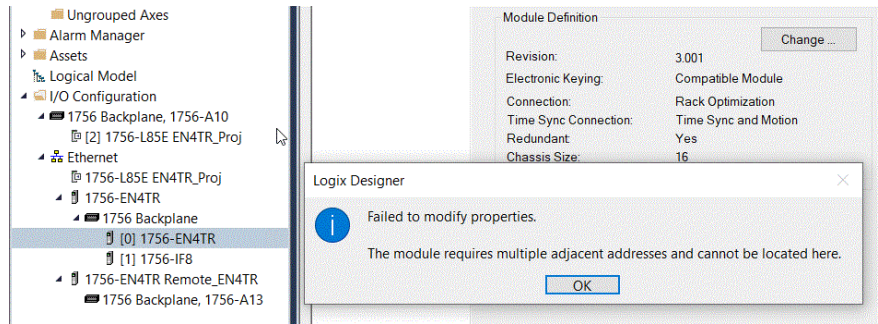 Ungrouped Axes
Alarm Manager
Assets
Logical Model
I/O Configuration
1756 Backplane, 1756-A10
[2] 1756-L85E EN4TR_Proj
Ethernet
1756-L85E EN4TR_Proj
1756-EN4TR
1756 Backplane
[0] 1756-EN4TR
[1] 1756-IF8
1756-EN4TR Remote_EN4TR
1756 Backplane, 1756-A13
Module Definition
Change ...
Revision: 3.001
Electronic Keying: Compatible Module
Connection: Rack Optimization
Time Sync Connection: Time Sync and Motion
Redundant: Yes
Chassis Size: 16
Logix Designer
Failed to modify properties.
The module requires multiple adjacent addresses and cannot be located here.
OK